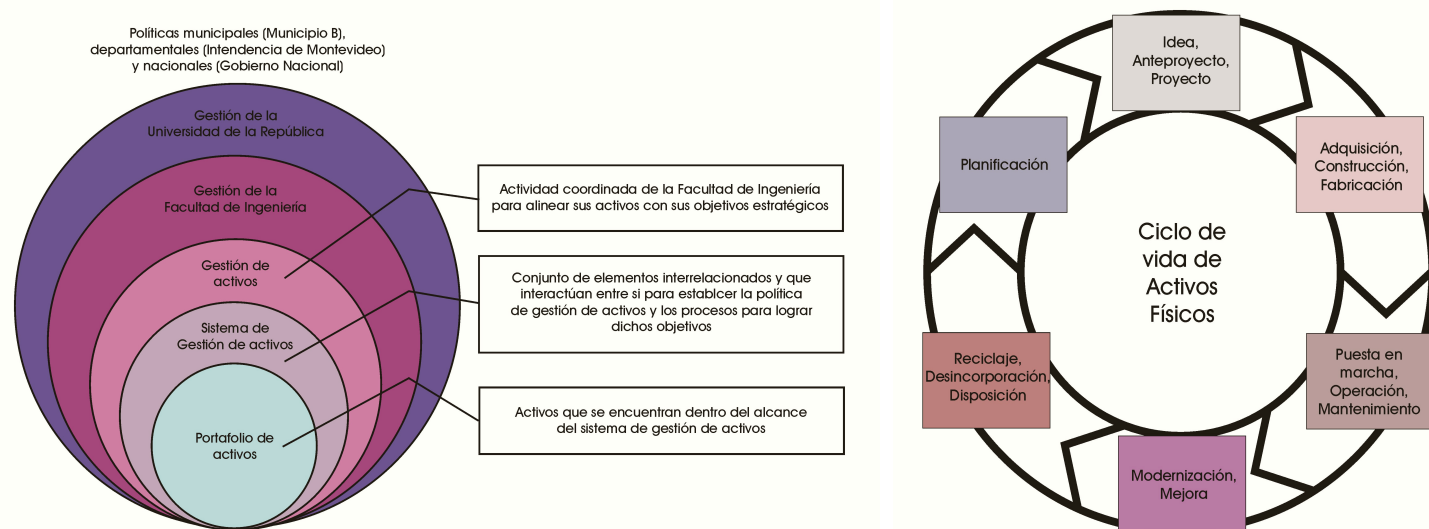 Políticas municipales (Municipio B),
departamentales (Intendencia de Montevideo)
y nacionales (Gobierno Nacional)
Gestión de la
Universidad de la República
Gestión de la
Facultad de Ingeniería
Gestión de
activos
Sistema de
Gestión de activos
Portafolio de
activos
Actividad coordinada de la Facultad de Ingeniería
para alinear sus activos con sus objetivos estratégicos
Conjunto de elementos interrelacionados y que
interactúan entre si para establcer la política
de gestión de activos y los procesos para lograr
dichos objetivos
Activos que se encuentran dentro del alcance
del sistema de gestión de activos
Idea,
Anteproyecto,
Proyecto
Adquisición,
Construcción,
Fabricación
Puesta en
marcha,
Operación,
Mantenimiento
Modernización,
Mejora
Reciclaje,
Desincorporación,
Disposición
Planificación
Ciclo de
vida de
Activos
Físicos